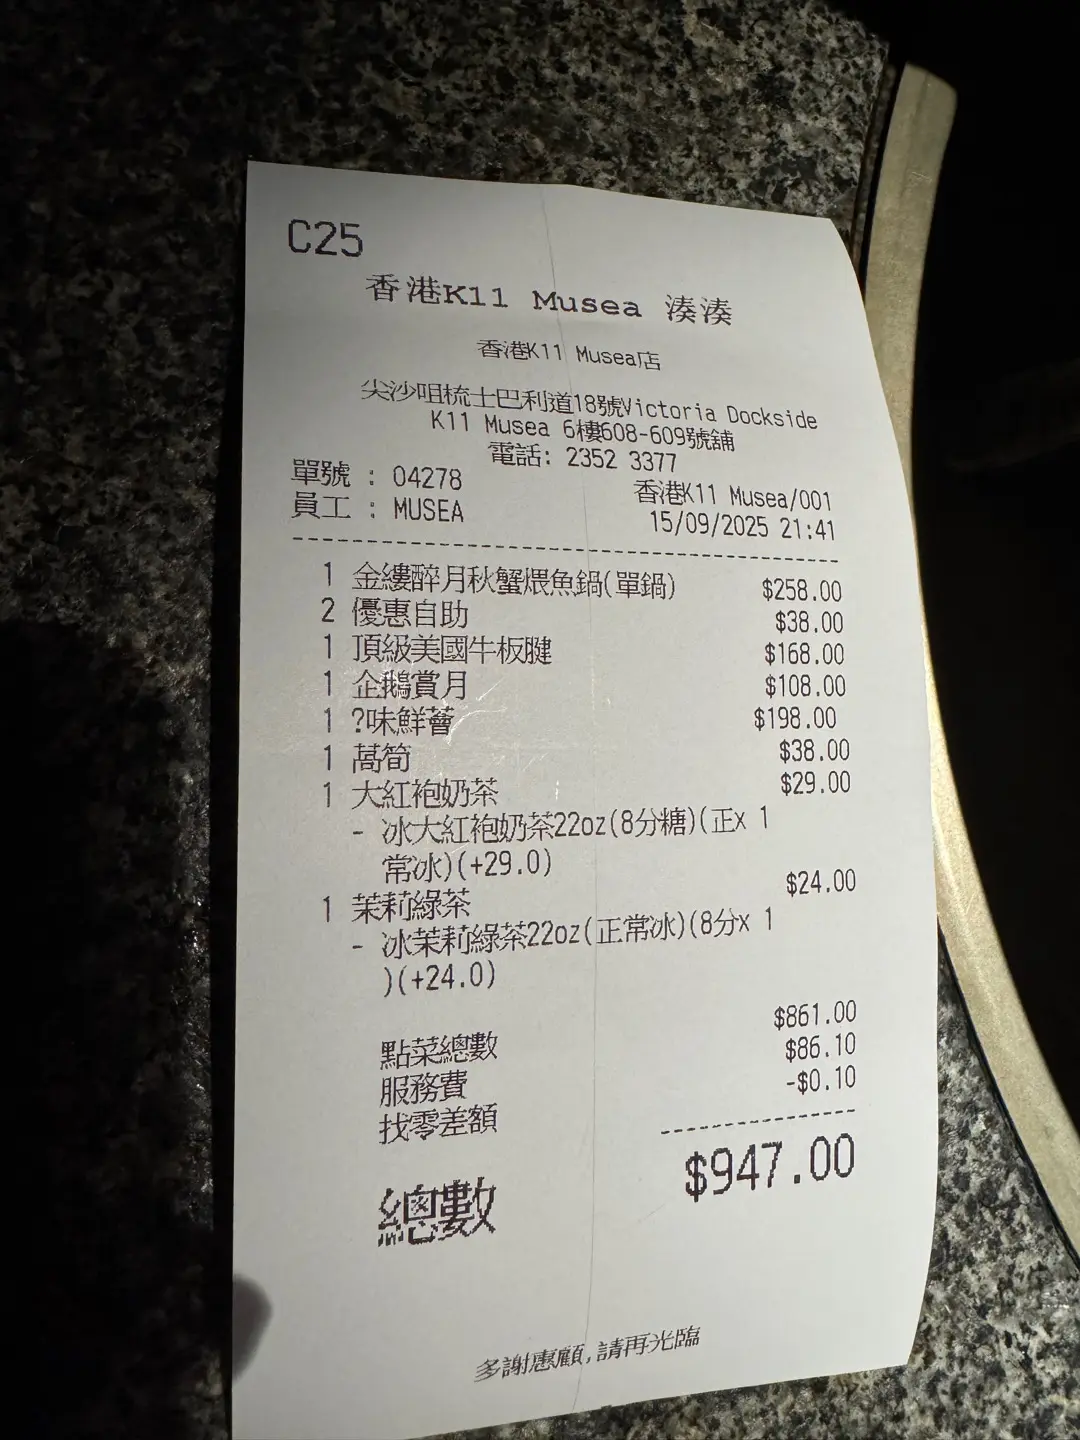 C25
香港K11 Musea 湊湊
香港K11 Musea店
尖沙咀梳士巴利道18號Victoria Dockside
K11 Musea 6樓608-609號舖
電話: 2352 3377
單號 : 04278
香港K11 Musea/001
員工 : MUSEA
15/09/2025 21:41
1 金縷醉月秋蟹煨魚鍋(單鍋) $258.00
2 優惠自助 $38.00
1 頂級美國牛板腱 $168.00
1 企鵝賞月 $108.00
1 ?味鮮薈 $198.00
1 萵筍 $38.00
1 大紅袍奶茶 $29.00
- 冰大紅袍奶茶22oz(8分糖)(正x 1
常冰)(+29.0)
1 茉莉綠茶 $24.00
- 冰茉莉綠茶22oz(正常冰)(8分x 1
)(+24.0)
點菜總數 $861.00
服務費 $86.10
找零差額 -$0.10
總數 $947.00
多謝惠顧,請再光臨